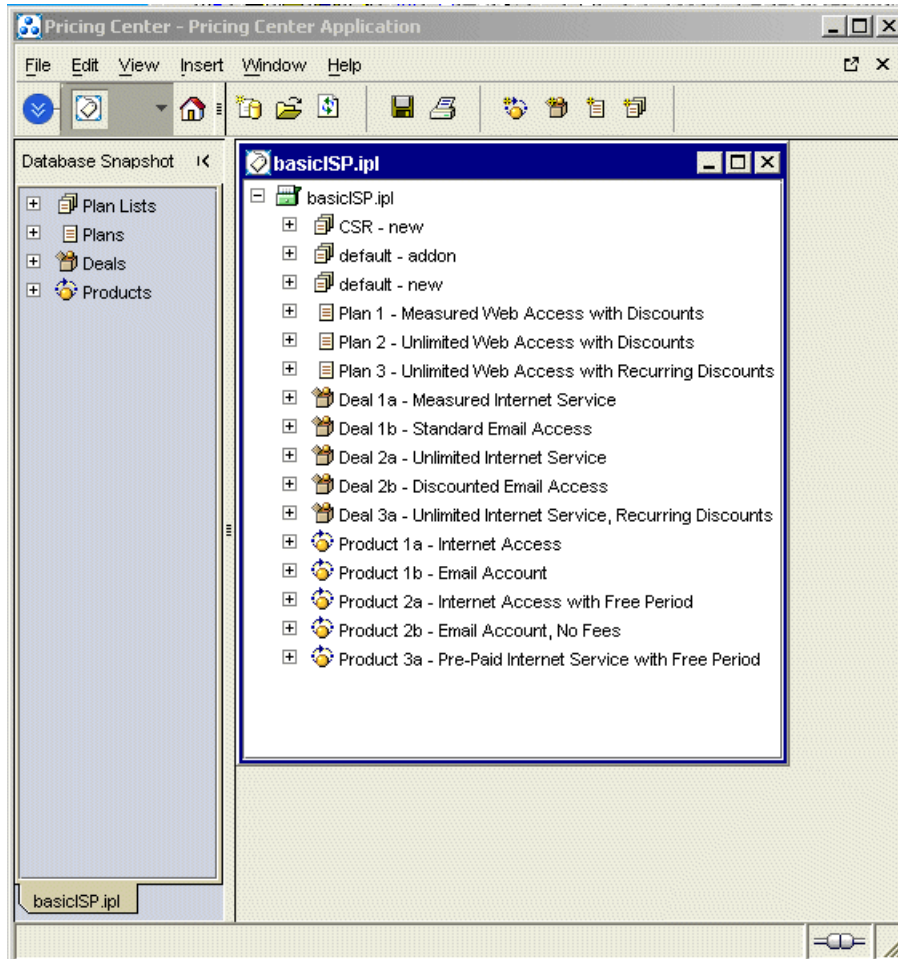 Pricing Center - Pricing Center Application
File Edit View Insert Window Help
Database Snapshot
Plan Lists
Plans
Deals
Products
basicISP.ipl
basicISP.ipl
basicISP.ipl
CSR - new
default - addon
default - new
Plan 1 - Measured Web Access with Discounts
Plan 2 - Unlimited Web Access with Discounts
Plan 3 - Unlimited Web Access with Recurring Discounts
Deal 1a - Measured Internet Service
Deal 1b - Standard Email Access
Deal 2a - Unlimited Internet Service
Deal 2b - Discounted Email Access
Deal 3a - Unlimited Internet Service, Recurring Discounts
Product 1a - Internet Access
Product 1b - Email Account
Product 2a - Internet Access with Free Period
Product 2b - Email Account, No Fees
Product 3a - Pre-Paid Internet Service with Free Period